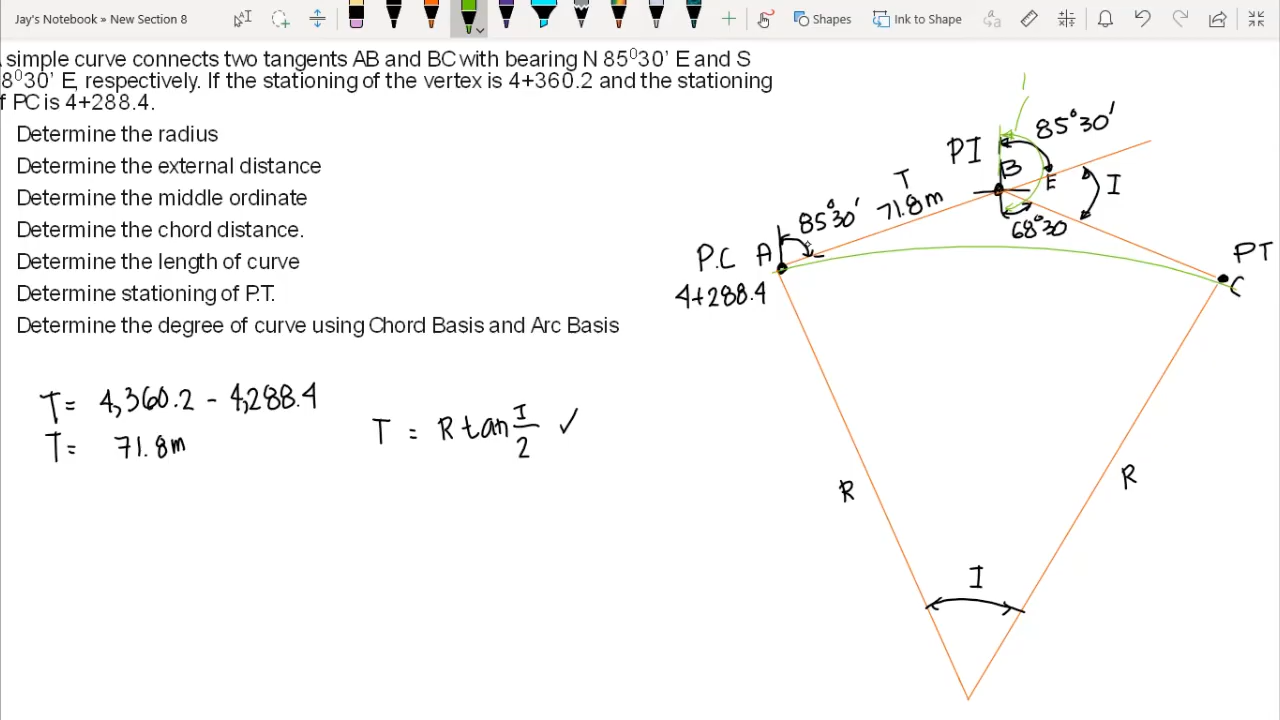 Jay's Notebook » New Section 8
Shapes
Ink to Shape
simple curve connects two tangents AB and BC with bearing N 85⁰30' E and S
8⁰30' E, respectively. If the stationing of the vertex is 4+360.2 and the stationing
f PC is 4+288.4.
Determine the radius
Determine the external distance
Determine the middle ordinate
Determine the chord distance.
Determine the length of curve
Determine stationing of P.T.
Determine the degree of curve using Chord Basis and Arc Basis
T = 4,360.2 - 4,288.4
T = 71.8m
T = R tan I/2 ✓
85°30'
PI
B
E
I
T
71.8m
85°30'
68°30
P.C A
4+288.4
PT
C
R
R
I